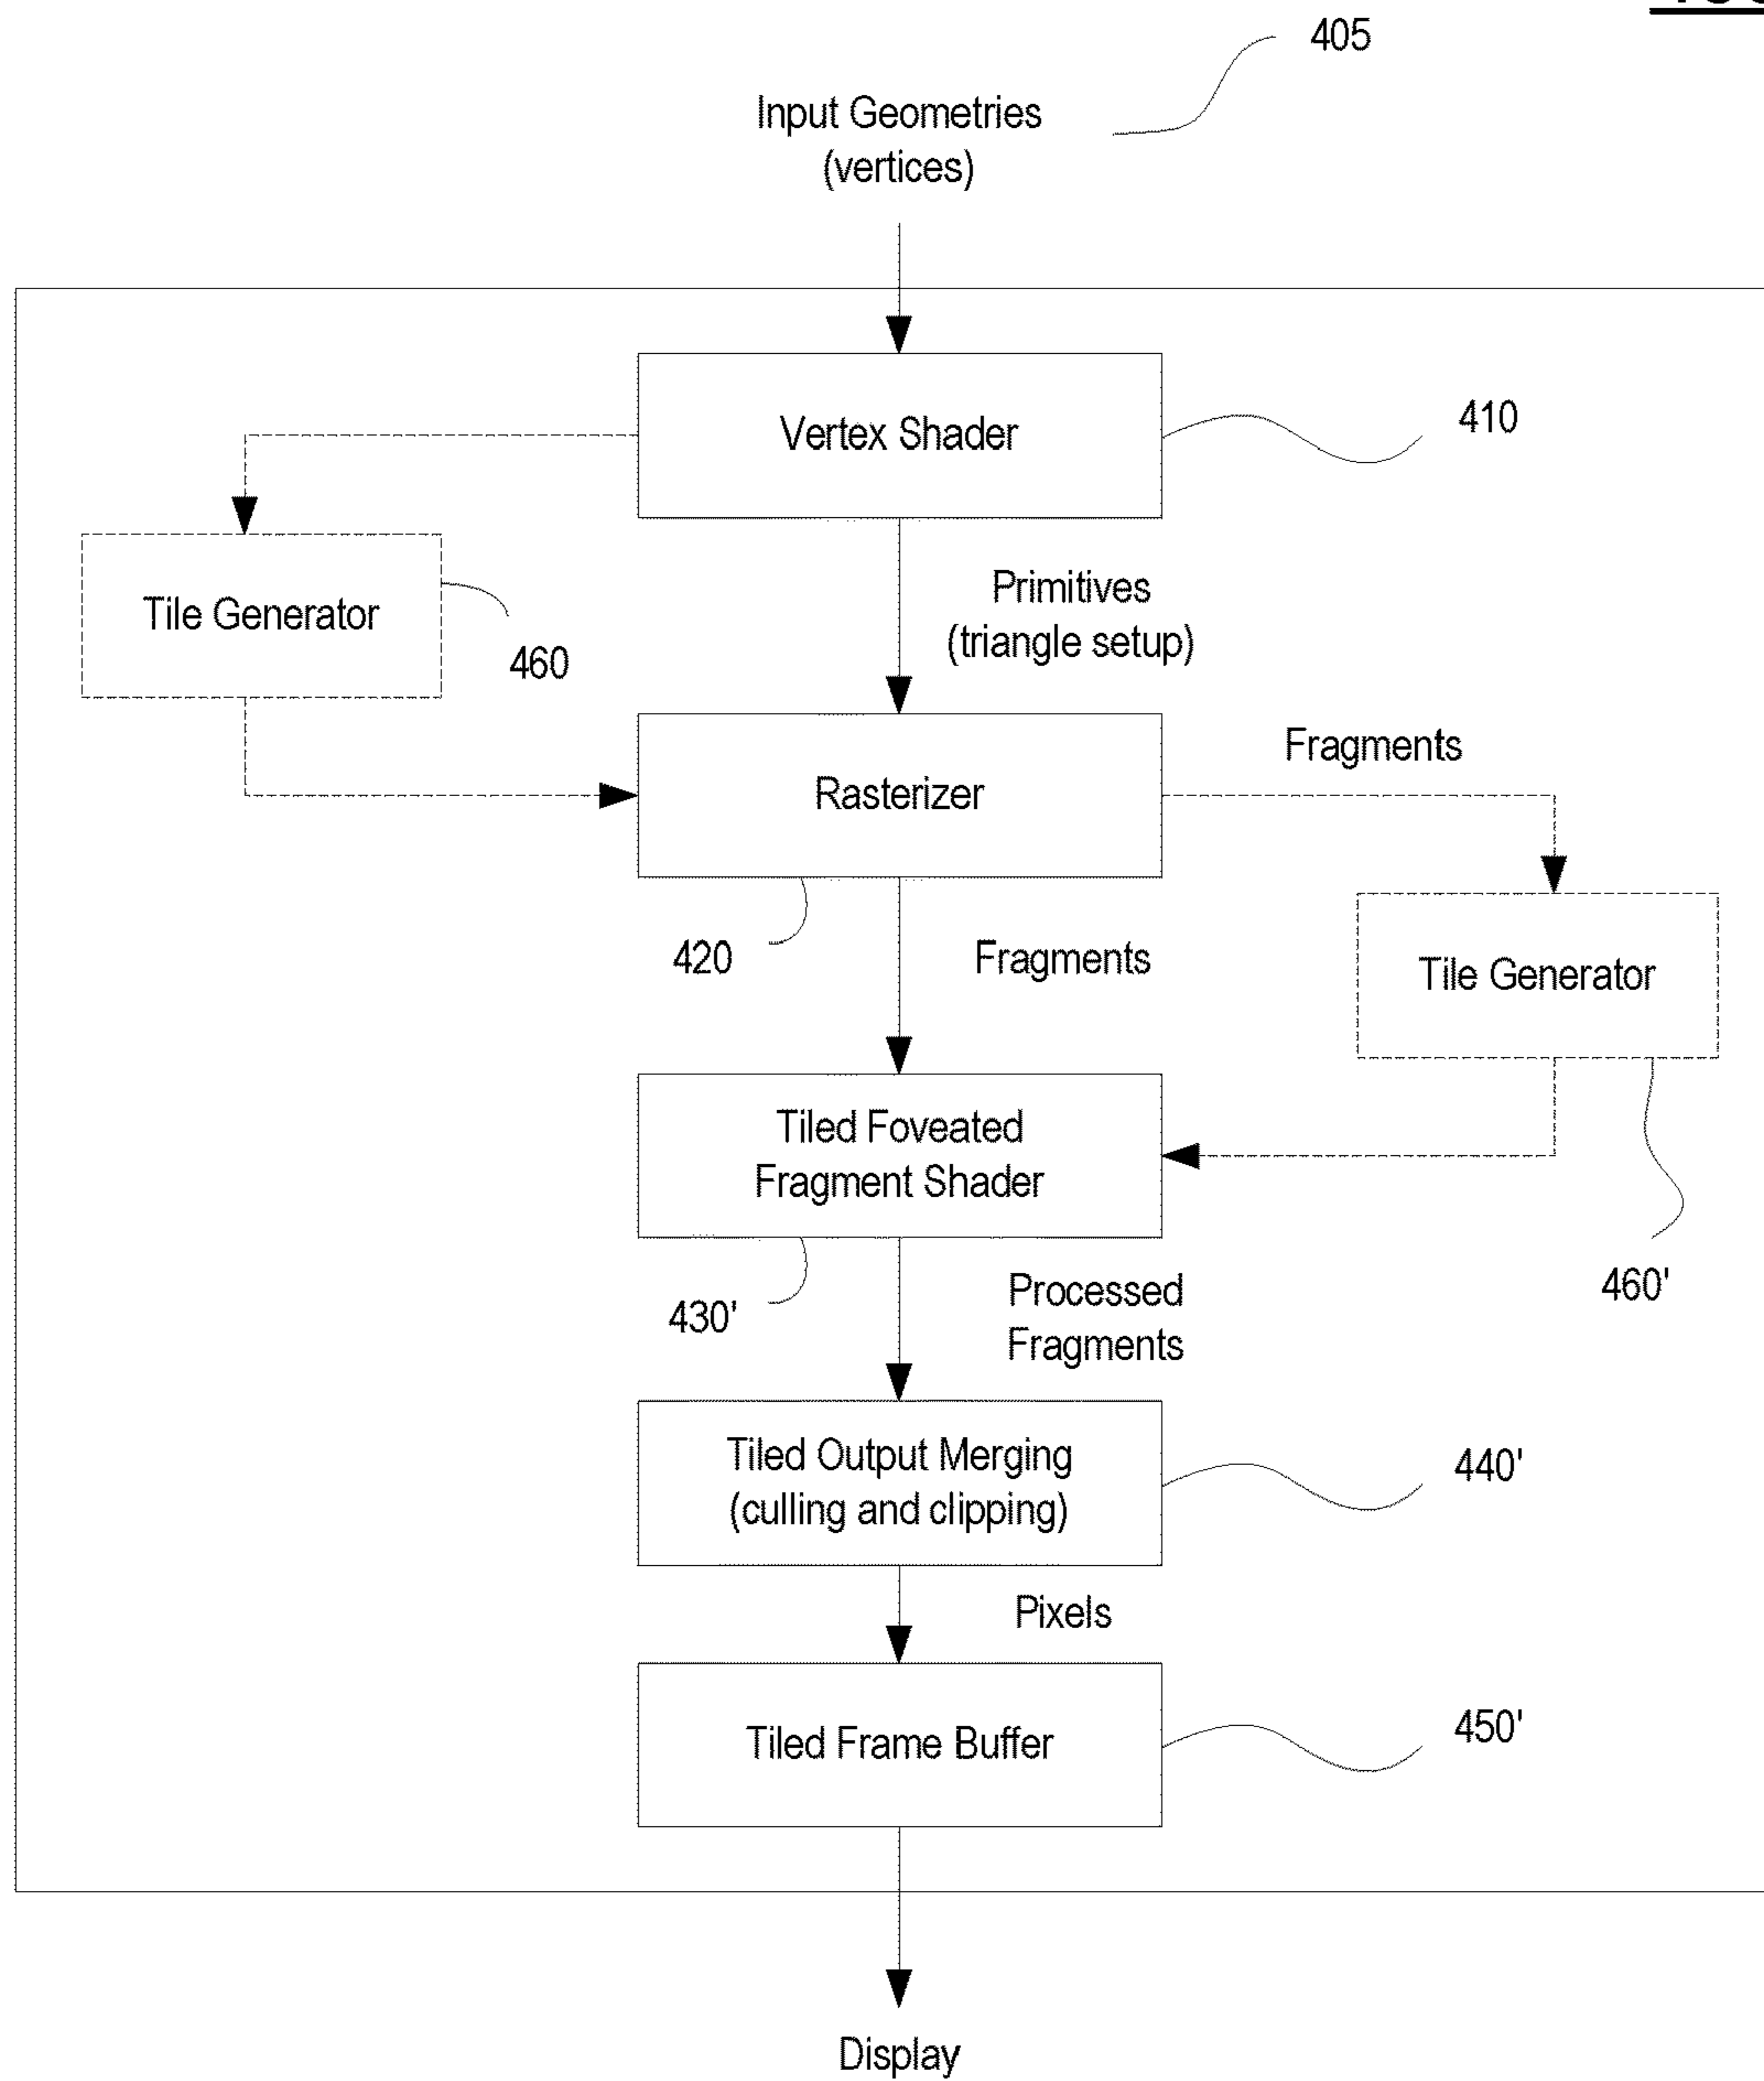 405
Input Geometries
(vertices)
Vertex Shader
410
Tile Generator
460
Primitives
(triangle setup)
Rasterizer
Fragments
420
Fragments
Tile Generator
Tiled Foveated
Fragment Shader
430'
460'
Processed
Fragments
Tiled Output Merging
(culling and clipping)
440'
Pixels
Tiled Frame Buffer
450'
Display